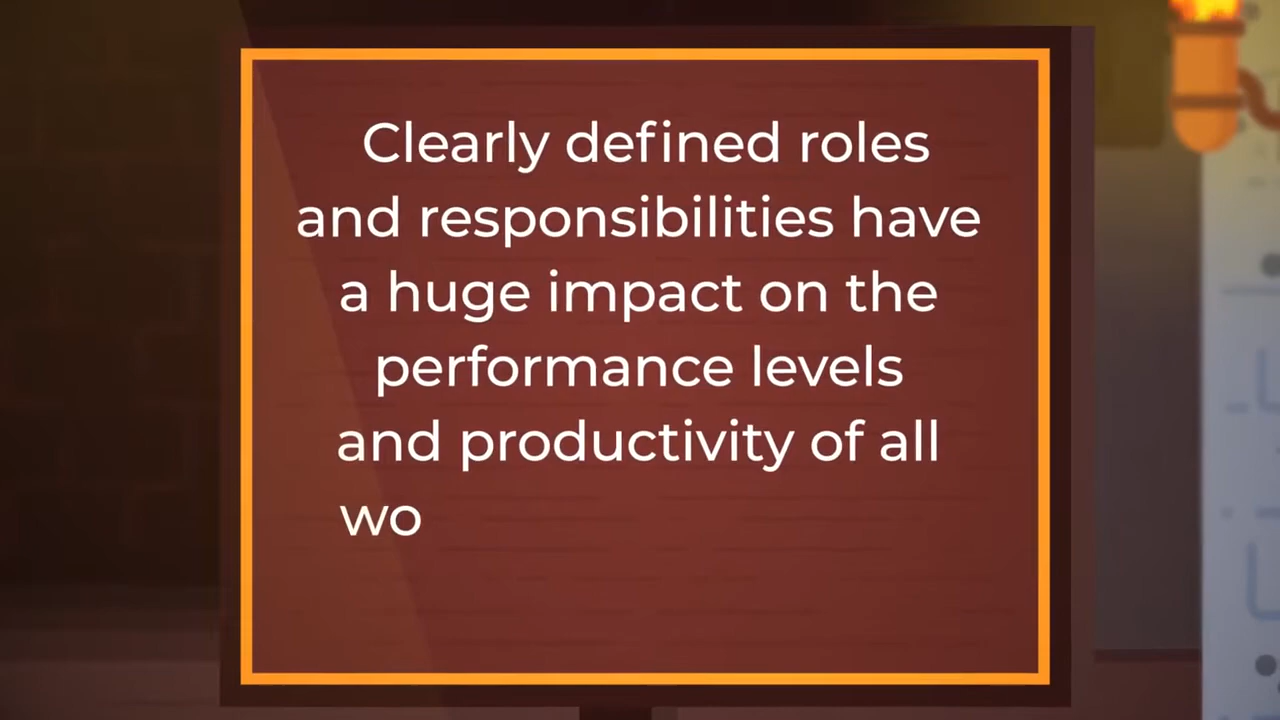 Clearly defined roles
and responsibilities have
a huge impact on the
performance levels
and productivity of all
wo